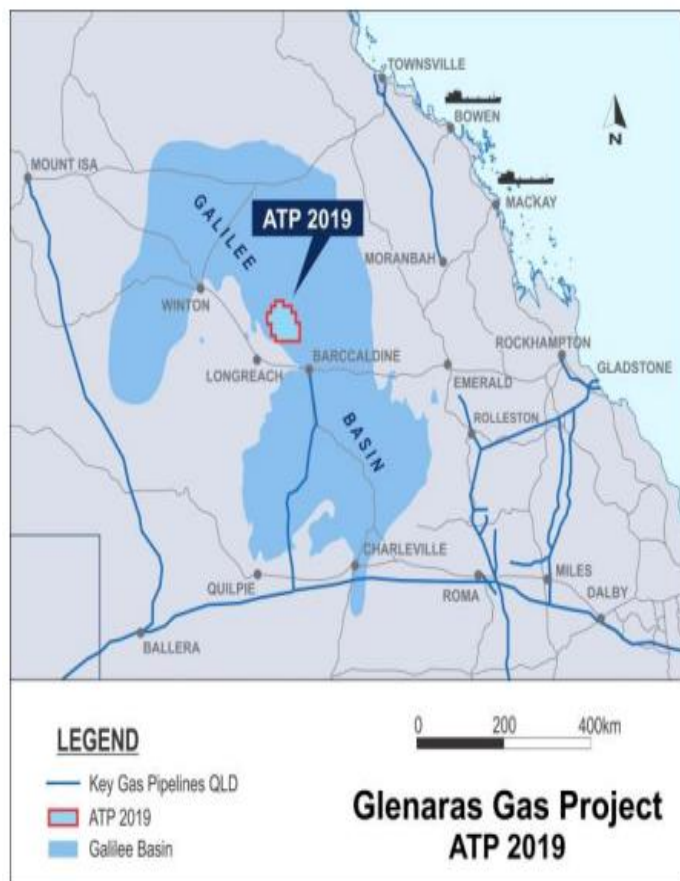 TOWNSVILLE
BOWEN
N
MOUNT ISA
MACKAY
GALILEE
ATP 2019
MORANBAH
WINTON
ROCKHAMPTON
GLADSTONE
LONGREACH
BARCCALDINE
EMERALD
ROLLESTON
BASIN
CHARLEVILLE
QUILPIE
ROMA
MILES
DALBY
BALLERA
LEGEND
0 200 400km
Key Gas Pipelines QLD
ATP 2019
Galilee Basin
Glenaras Gas Project
ATP 2019